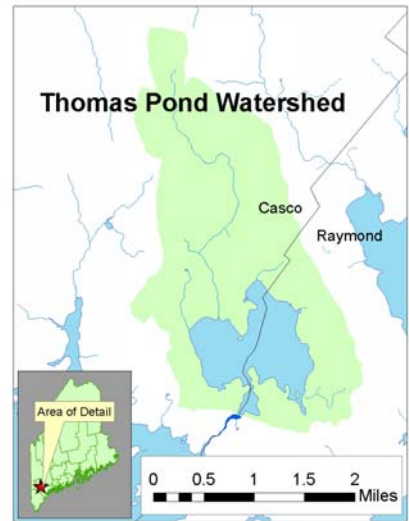 Thomas Pond Watershed
Casco
Raymond
Area of Detail
0 0.5 1 1.5 2
Miles